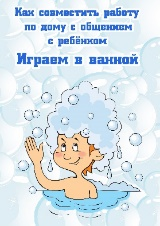 Как совместить работу
по дому с общением
с ребёнком
Играем в ванной